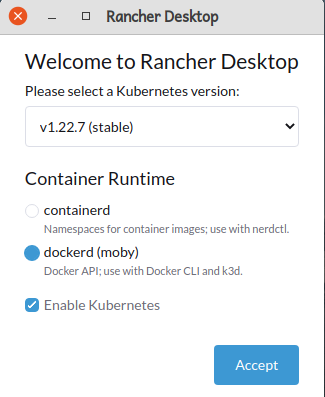 Rancher Desktop
Welcome to Rancher Desktop
Please select a Kubernetes version:
v1.22.7 (stable)
Container Runtime
containerd
Namespaces for container images; use with nerdctl.
dockerd (moby)
Docker API; use with Docker CLI and k3d.
Enable Kubernetes
Accept